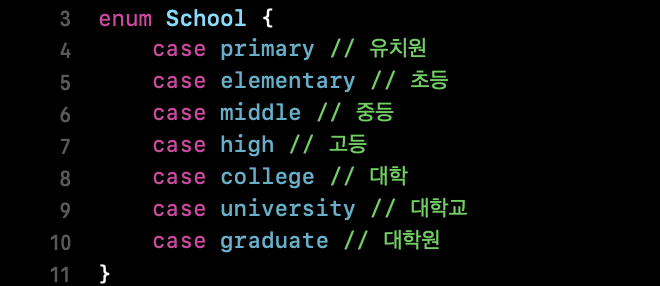 3 enum School {
4 case primary // 유치원
5 case elementary // 초등
6 case middle // 중등
7 case high // 고등
8 case college // 대학
9 case university // 대학교
10 case graduate // 대학원
11 }